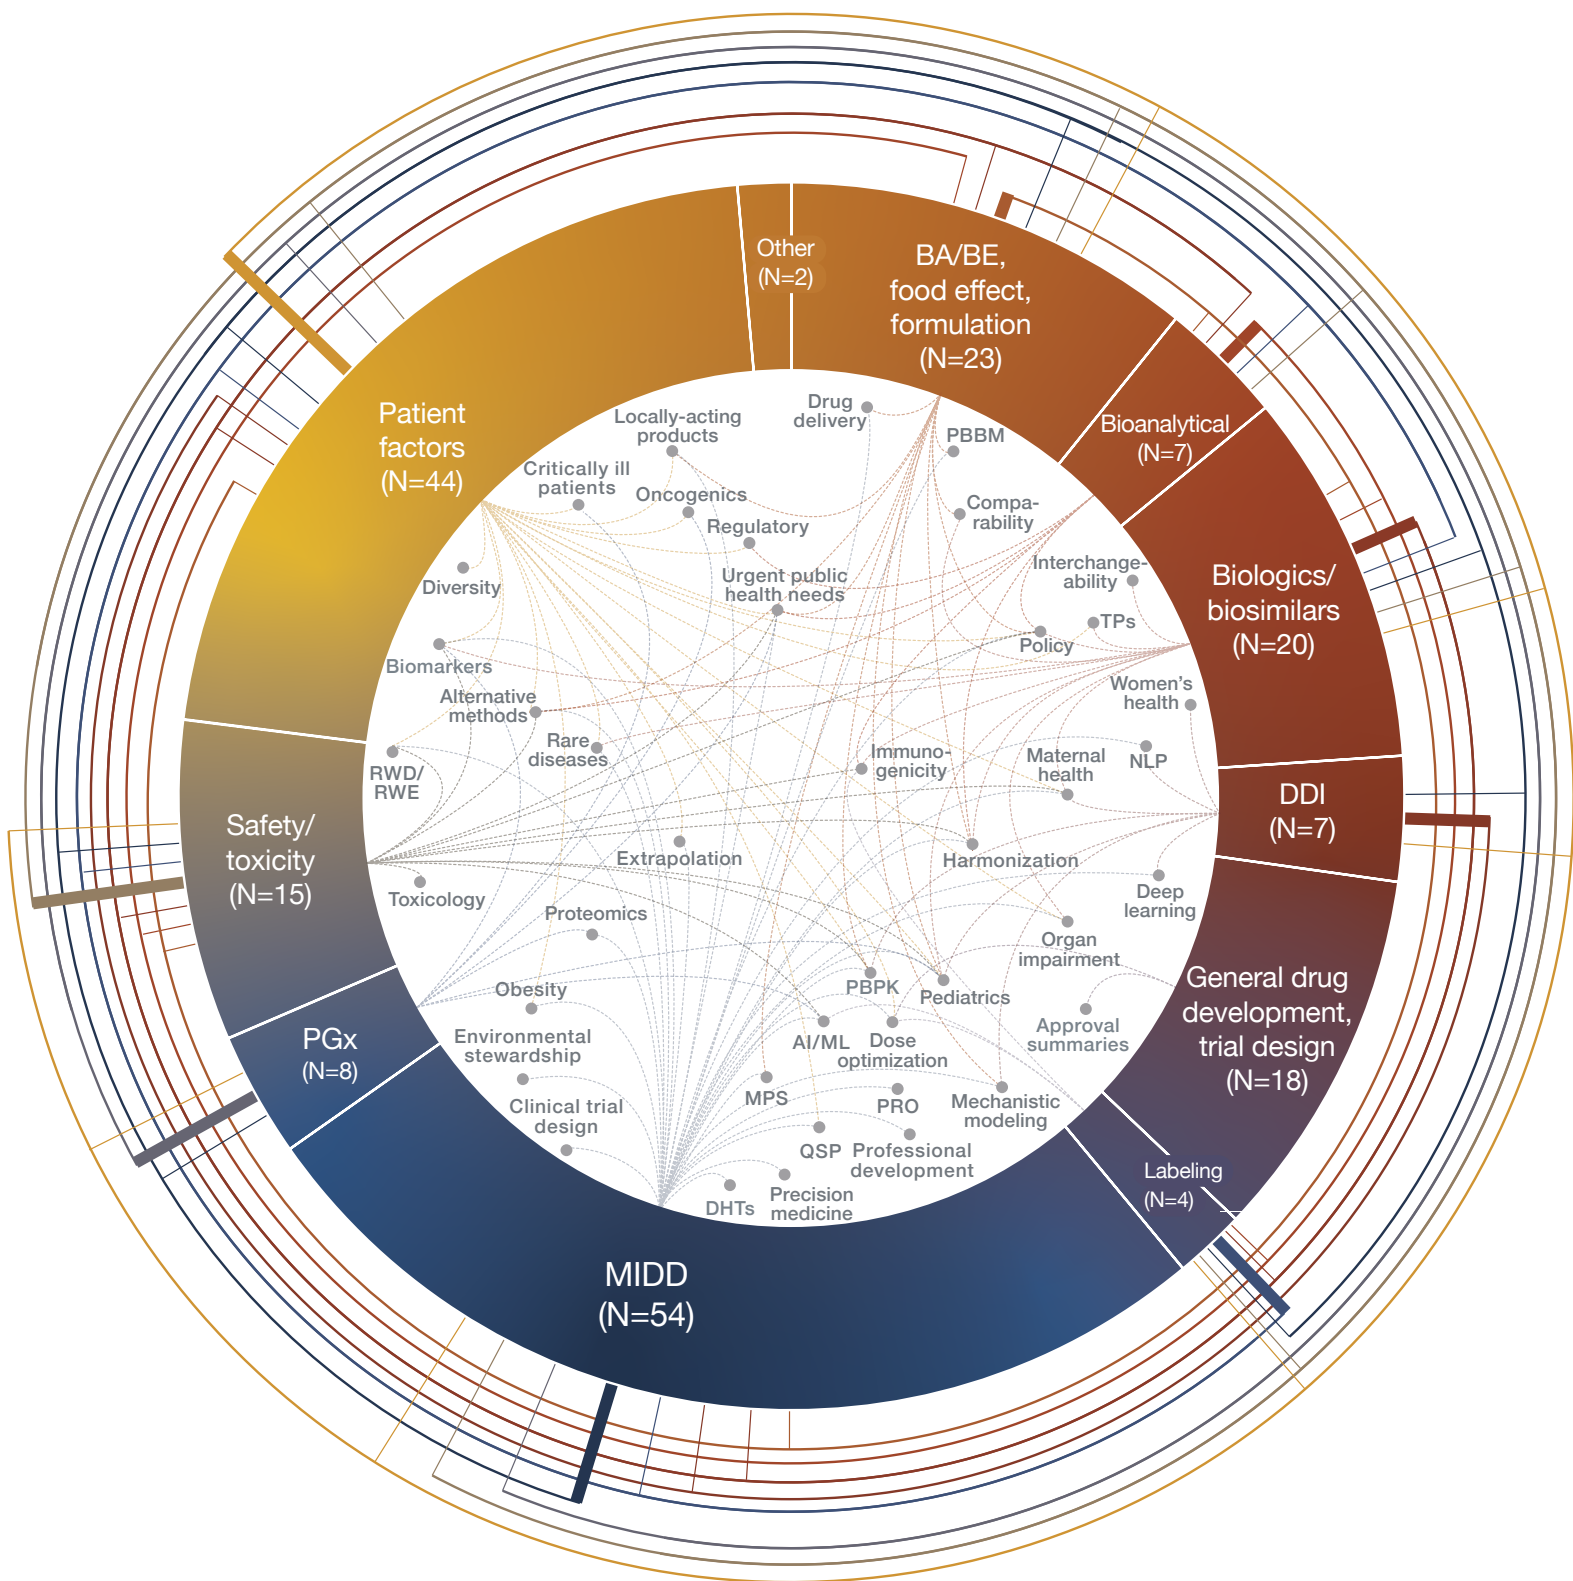 Other
(N=2)
BA/BE,
food effect,
formulation
(N=23)
Bioanalytical
(N=7)
Biologics/
biosimilars
(N=20)
DDI
(N=7)
General drug
development,
trial design
(N=18)
Labeling
(N=4)
MIDD
(N=54)
PGx
(N=8)
Safety/
toxicity
(N=15)
Patient
factors
(N=44)
Drug
delivery
PBBM
Locally-acting
products
Critically ill
patients
Oncogenics
Regulatory
Compa-
rability
Interchange-
ability
Urgent public
health needs
Diversity
TPs
Policy
Biomarkers
Alternative
methods
Women's
health
Rare
diseases
Immuno-
genicity
Maternal
health
NLP
RWD/
RWE
Extrapolation
Harmonization
Toxicology
Deep
learning
Proteomics
Organ
impairment
PBPK
Pediatrics
Obesity
Approval
summaries
Environmental
stewardship
AI/ML
Dose
optimization
MPS
PRO
Mechanistic
modeling
Clinical trial
design
QSP
Professional
development
DHTs
Precision
medicine